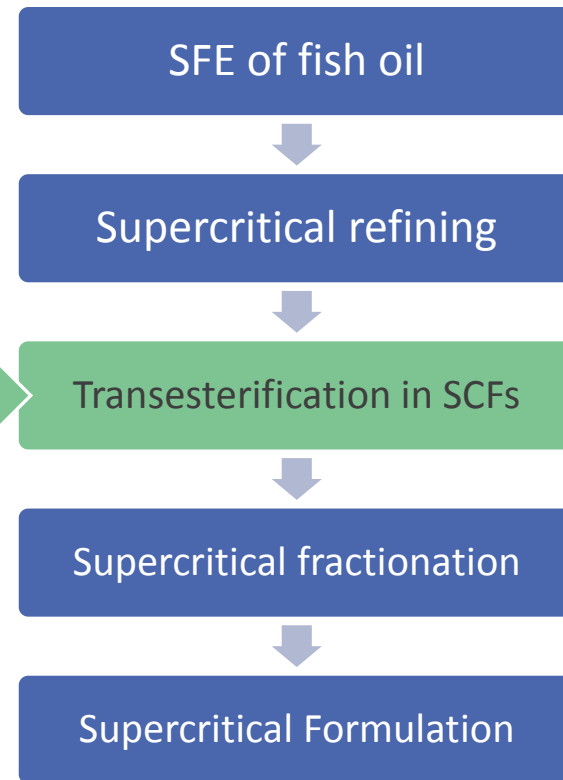 SFE of fish oil
Supercritical refining
Transesterification in SCFs
Supercritical fractionation
Supercritical Formulation